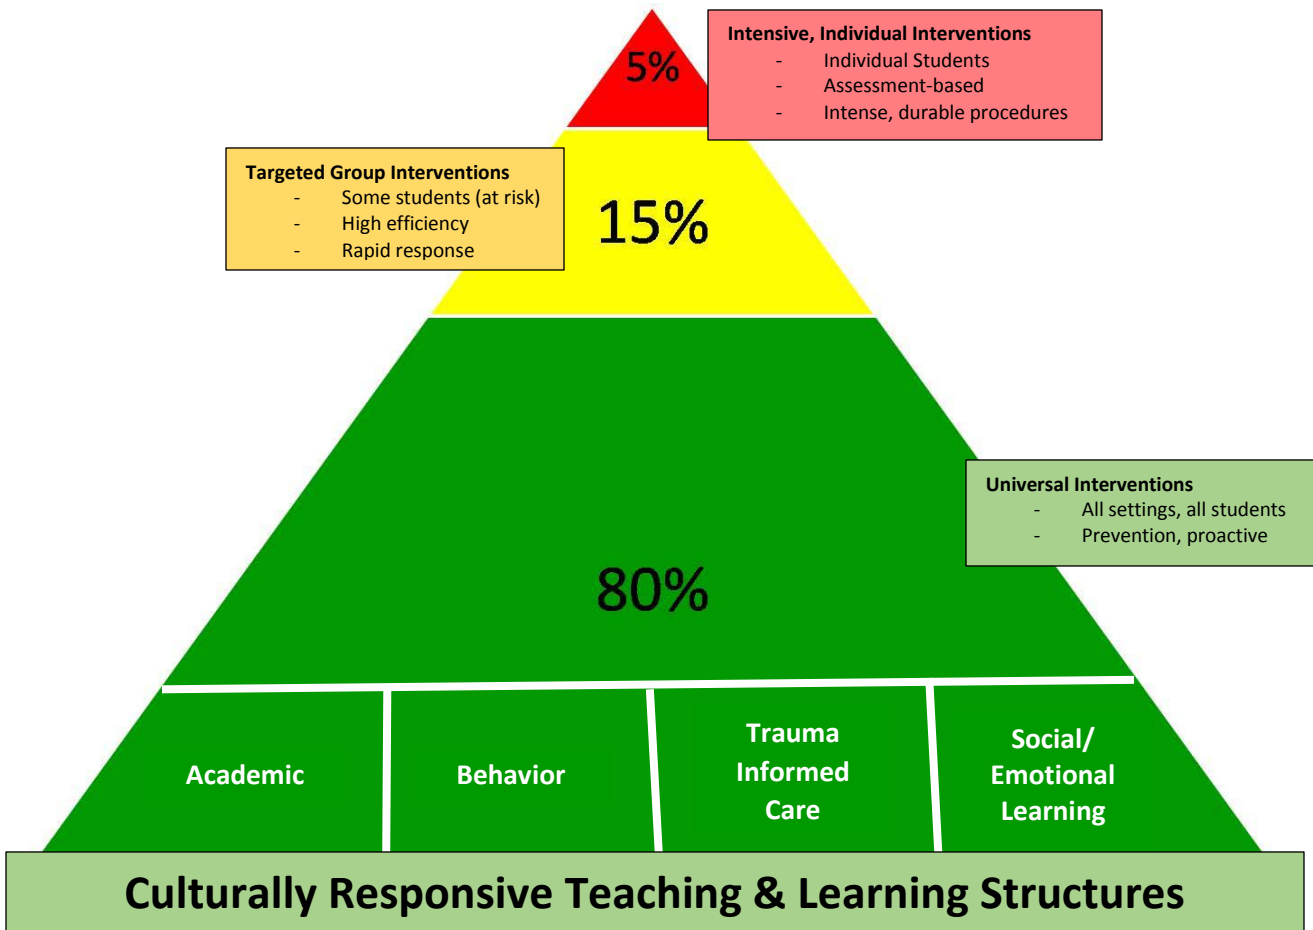 5%
Intensive, Individual Interventions
- Individual Students
- Assessment-based
- Intense, durable procedures
Targeted Group Interventions
- Some students (at risk)
- High efficiency
- Rapid response
15%
Universal Interventions
- All settings, all students
- Prevention, proactive
80%
Academic
Behavior
Trauma
Informed
Care
Social/
Emotional
Learning
Culturally Responsive Teaching & Learning Structures